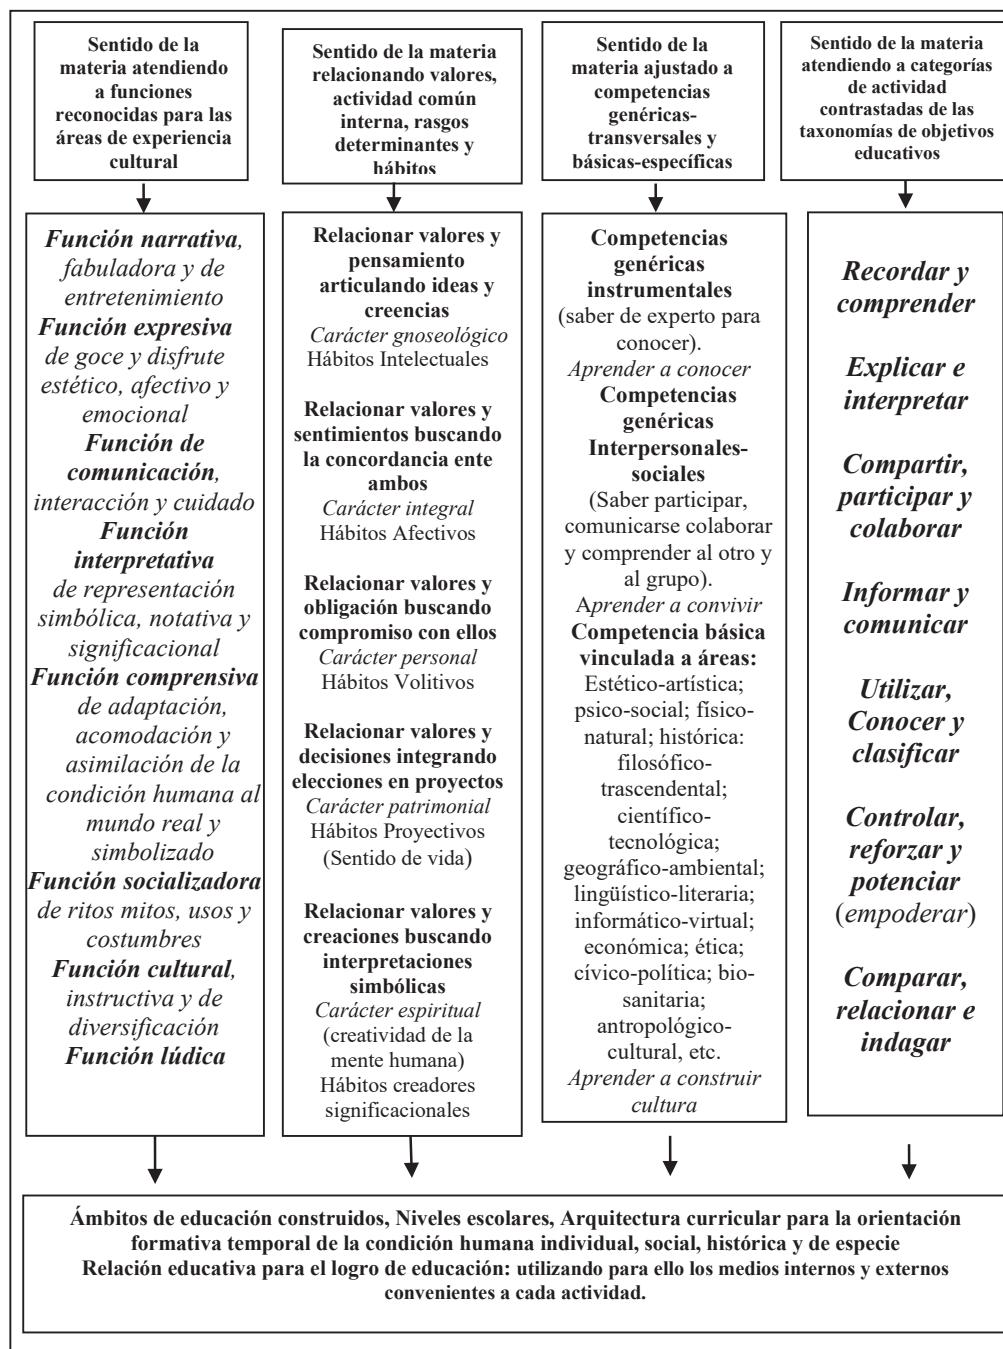 Sentido de la
materia atendiendo
a funciones
reconocidas para las
áreas de experiencia
cultural
Sentido de la materia
relacionando valores,
actividad común
interna, rasgos
determinantes y
hábitos
Sentido de la
materia ajustado a
competencias
genéricas-
transversales y
básicas-específicas
Sentido de la materia
atendiendo a categorías
de actividad
contrastadas de las
taxonomías de objetivos
educativos
Función narrativa,
fabuladora y de
entretenimiento
Función expresiva
de goce y disfrute
estético, afectivo y
emocional
Función de
comunicación,
interacción y cuidado
Función
interpretativa
de representación
simbólica, notativa y
significacional
Función comprensiva
de adaptación,
acomodación y
asimilación de la
condición humana al
mundo real y
simbolizado
Función socializadora
de ritos mitos, usos y
costumbres
Función cultural,
instructiva y de
diversificación
Función lúdica
Relacionar valores y
pensamiento
articulando ideas y
creencias
Carácter gnoseológico
Hábitos Intelectuales
Relacionar valores y
sentimientos buscando
la concordancia ente
ambos
Carácter integral
Hábitos Afectivos
Relacionar valores y
obligación buscando
compromiso con ellos
Carácter personal
Hábitos Volitivos
Relacionar valores y
decisiones integrando
elecciones en proyectos
Carácter patrimonial
Hábitos Proyectivos
(Sentido de vida)
Relacionar valores y
creaciones buscando
interpretaciones
simbólicas
Carácter espiritual
(creatividad de la
mente humana)
Hábitos creadores
significacionales
Competencias
genéricas
instrumentales
(saber de experto para
conocer).
Aprender a conocer
Competencias
genéricas
Interpersonales-
sociales
(Saber participar,
comunicarse colaborar
y comprender al otro y
al grupo).
Aprender a convivir
Competencia básica
vinculada a áreas:
Estético-artística;
psico-social; físico-
natural; histórica:
filosófico-
trascendental;
científico-
tecnológica;
geográfico-ambiental;
lingüístico-literaria;
informático-virtual;
económica; ética;
cívico-política; bio-
sanitaria;
antropológico-
cultural, etc.
Aprender a construir
cultura
Recordar y
comprender
Explicar e
interpretar
Compartir,
participar y
colaborar
Informar y
comunicar
Utilizar,
Conocer y
clasificar
Controlar,
reforzar y
potenciar
(empoderar)
Comparar,
relacionar e
indagar
Ámbitos de educación construidos, Niveles escolares, Arquitectura curricular para la orientación
formativa temporal de la condición humana individual, social, histórica y de especie
Relación educativa para el logro de educación: utilizando para ello los medios internos y externos
convenientes a cada actividad.